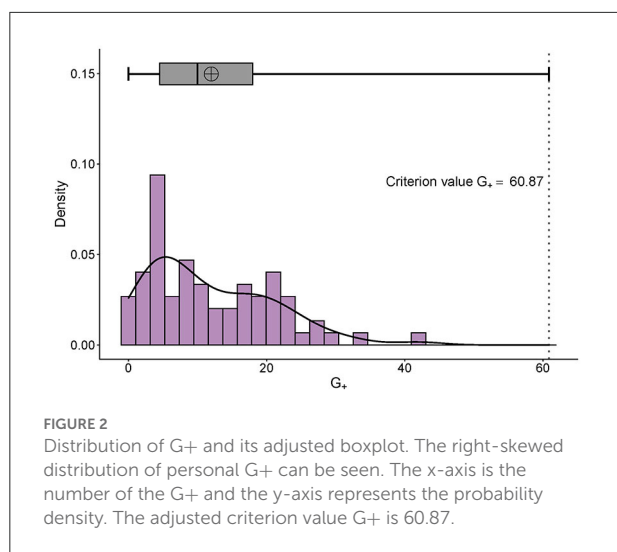 0.15
0.10
Criterion value G₊ = 60.87
Density
0.05
0.00
0
20
40
60
G₊
FIGURE 2
Distribution of G+ and its adjusted boxplot. The right-skewed
distribution of personal G+ can be seen. The x-axis is the
number of the G+ and the y-axis represents the probability
density. The adjusted criterion value G+ is 60.87.